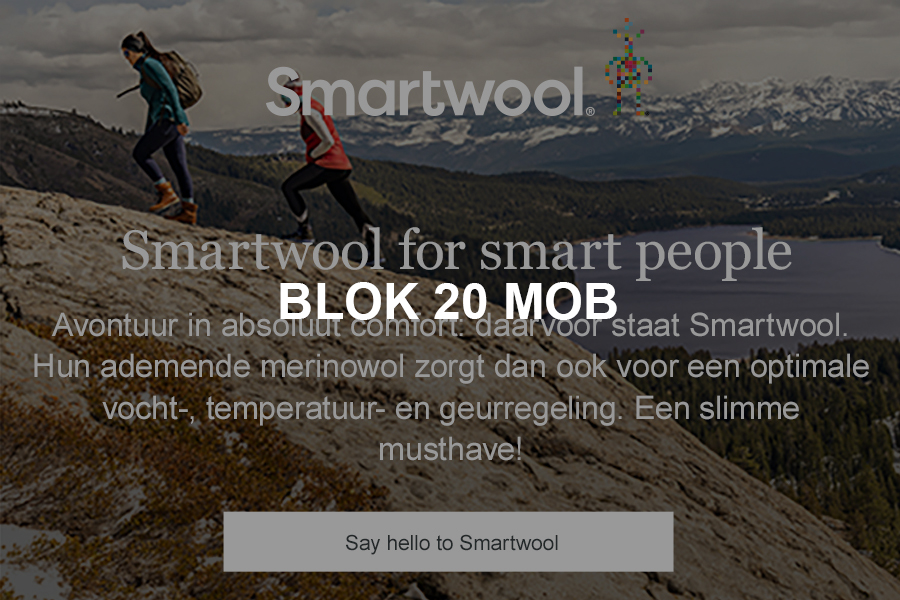 Smartwool®
Smartwool for smart people
BLOK 20 MOB
Avontuur in absoluut comfort: daarvoor staat Smartwool.
Hun ademende merinowol zorgt dan ook voor een optimale
vocht-, temperatuur- en geurregeling. Een slimme
musthave!
Say hello to Smartwool